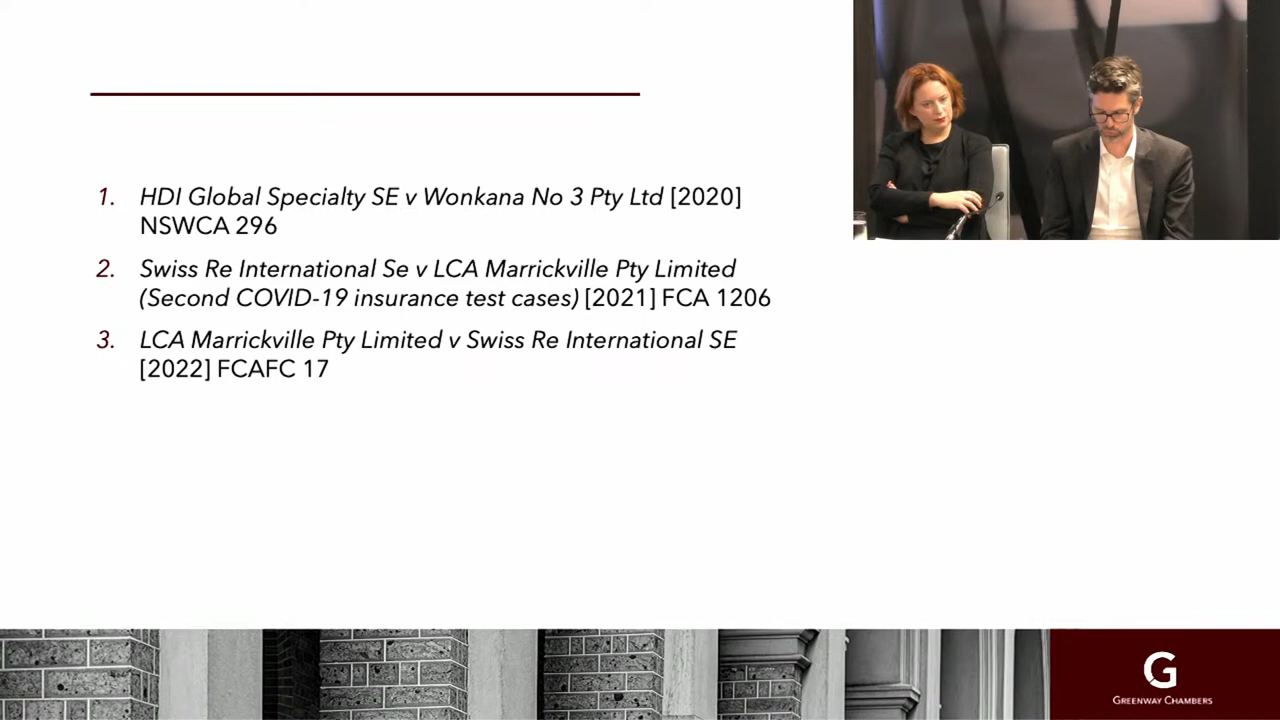 1. HDI Global Specialty SE v Wonkana No 3 Pty Ltd [2020]
NSWCA 296
2. Swiss Re International Se v LCA Marrickville Pty Limited
(Second COVID-19 insurance test cases) [2021] FCA 1206
3. LCA Marrickville Pty Limited v Swiss Re International SE
[2022] FCAFC 17
G
GREENWAY CHAMBERS